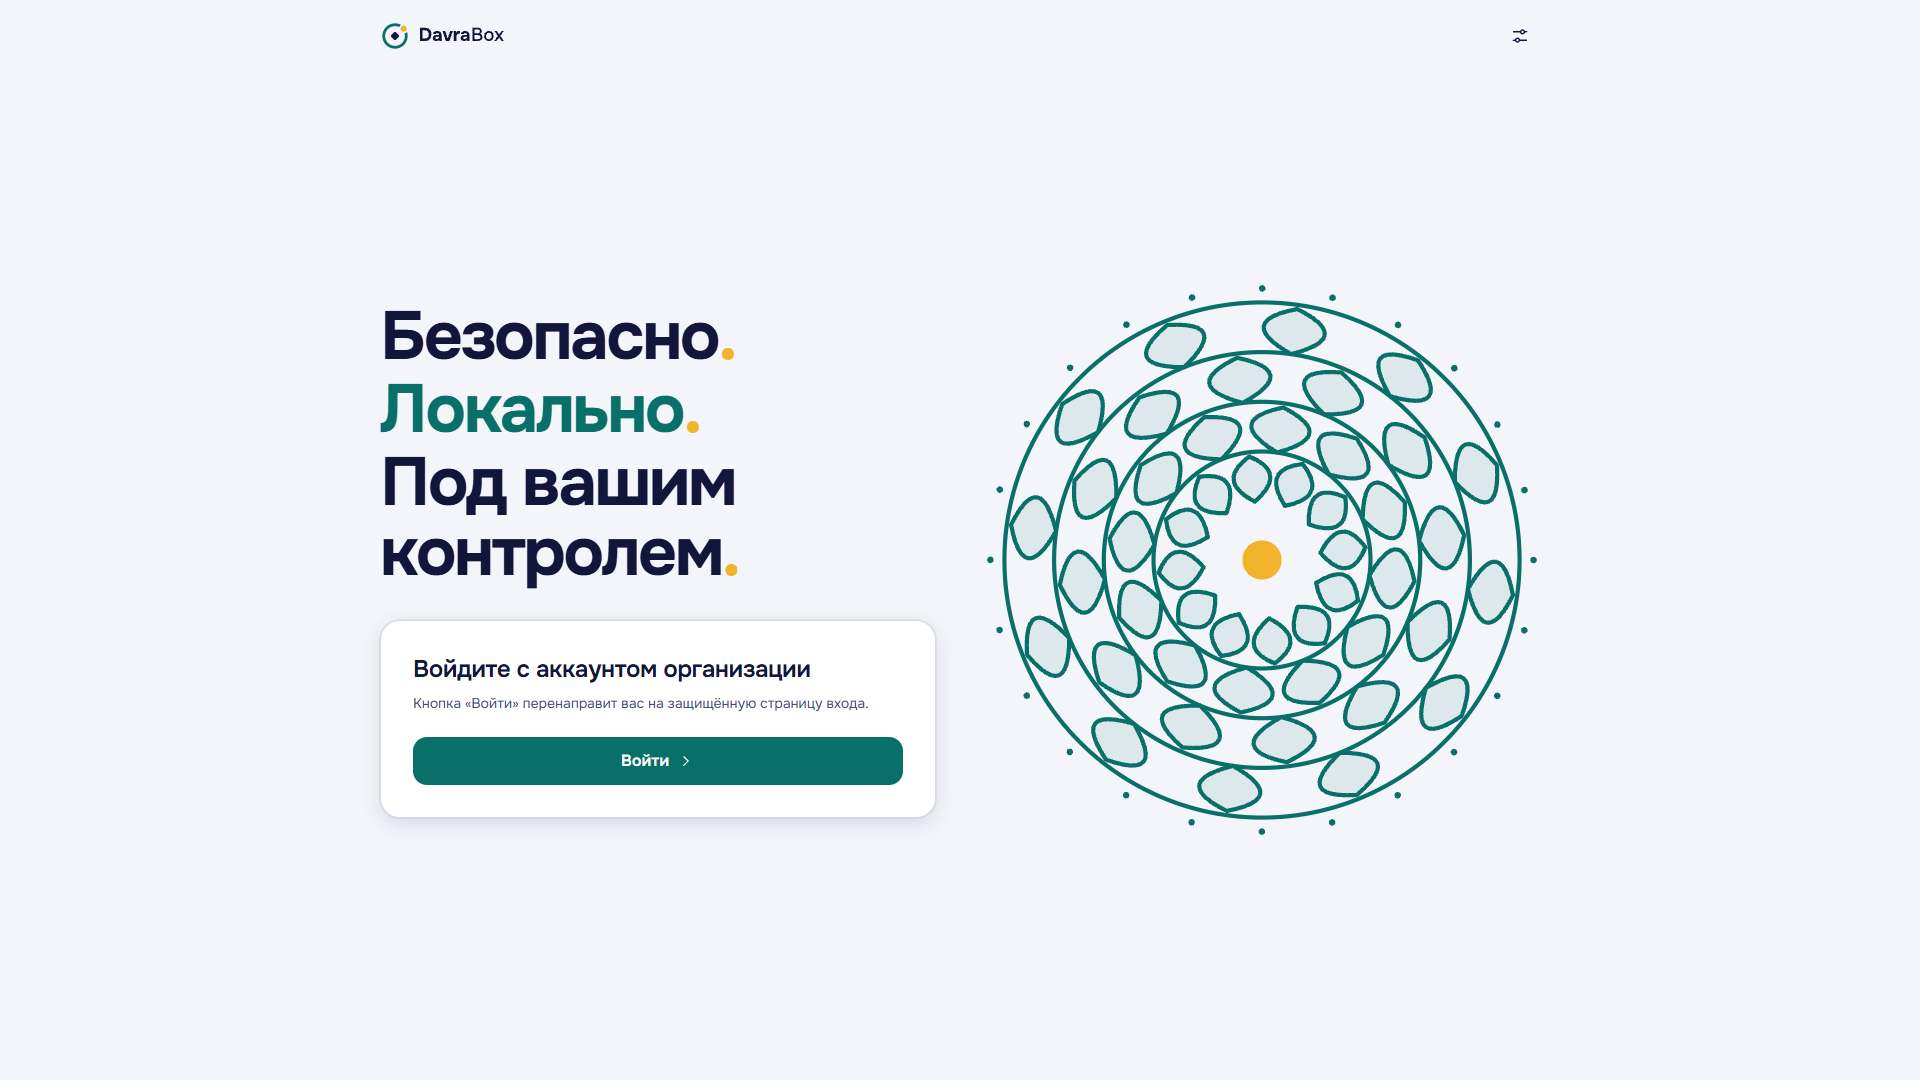 DavraBox
Безопасно.
Локально.
Под вашим
контролем.
Войдите с аккаунтом организации
Кнопка «Войти» перенаправит вас на защищённую страницу входа.
Войти